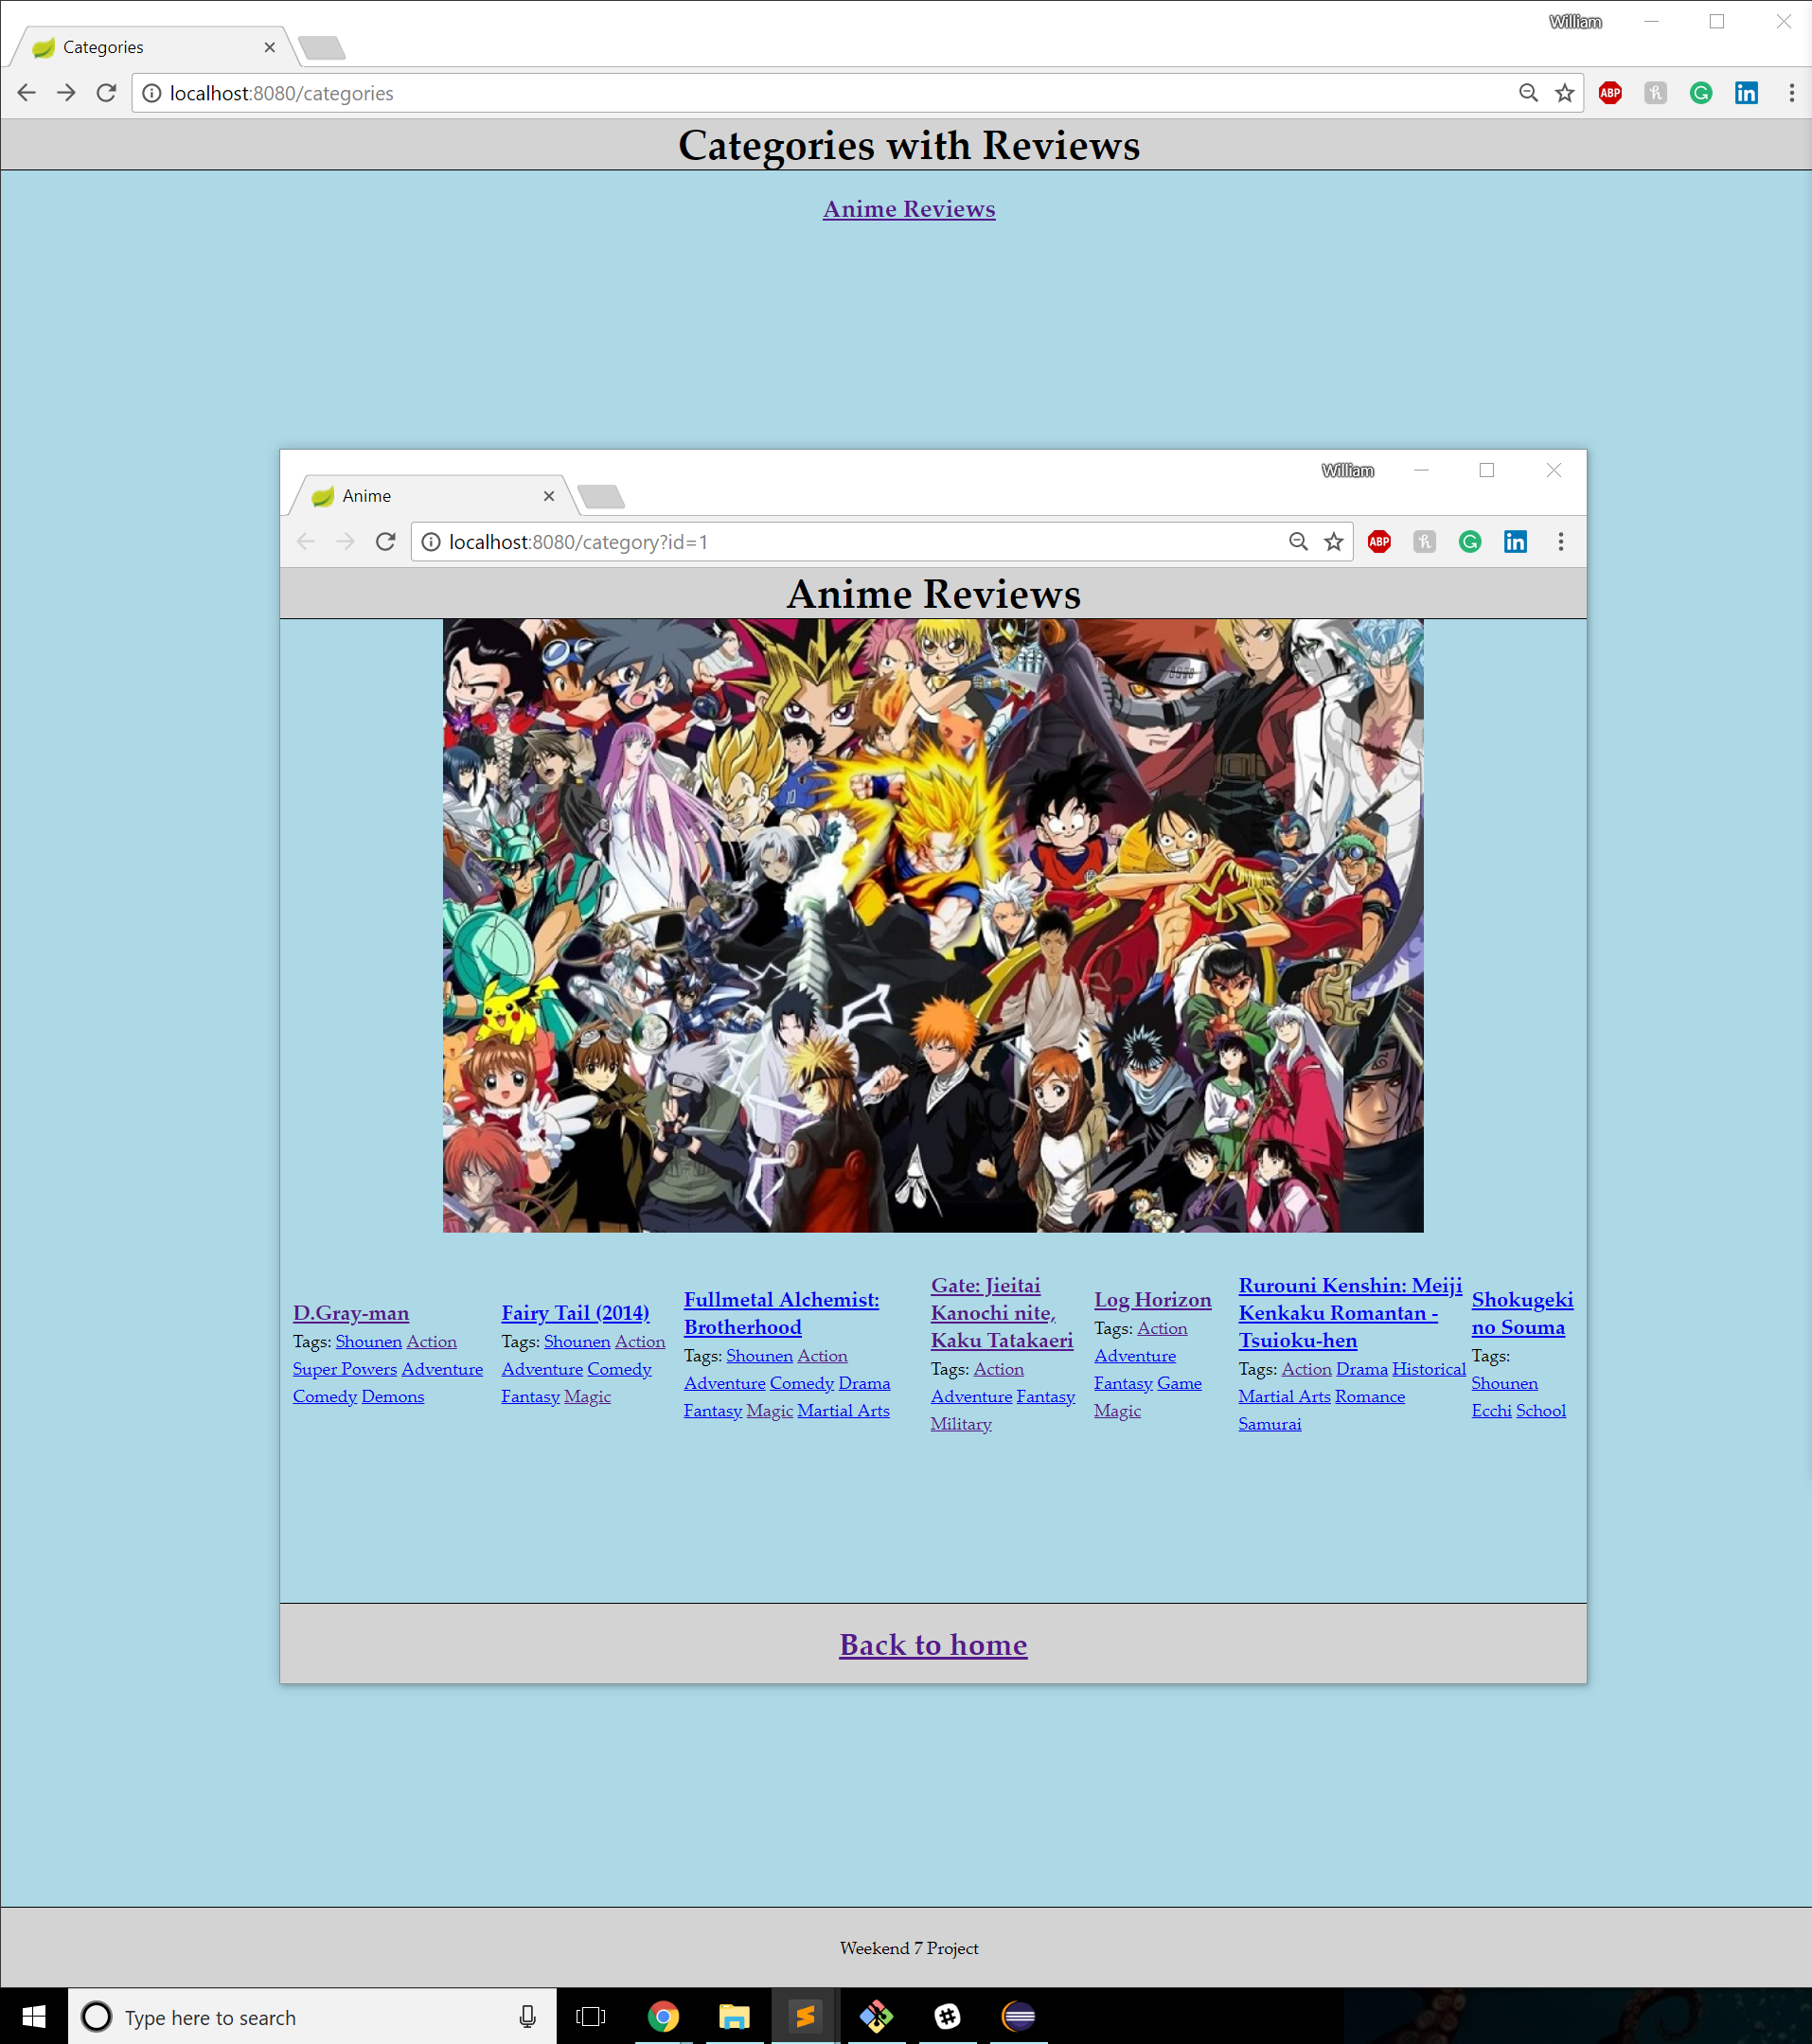 William
Categories
localhost:8080/categories
ABP
in
Categories with Reviews
Anime Reviews
William
Anime
localhost:8080/category?id=1
ABP
in
Anime Reviews
10
D.Gray-man
Tags: Shounen Action
Super Powers Adventure
Comedy Demons
Fairy Tail (2014)
Tags: Shounen Action
Adventure Comedy
Fantasy Magic
Fullmetal Alchemist:
Brotherhood
Tags: Shounen Action
Adventure Comedy Drama
Fantasy Magic Martial Arts
Gate: Jieitai
Kanochi nite,
Kaku Tatakaeri
Tags: Action
Adventure Fantasy
Military
Log Horizon
Tags: Action
Adventure
Fantasy Game
Magic
Rurouni Kenshin: Meiji
Kenkaku Romantan -
Tsuioku-hen
Tags: Action Drama Historical
Martial Arts Romance
Samurai
Shokugeki
no Souma
Tags:
Shounen
Ecchi School
Back to home
Weekend 7 Project
Type here to search